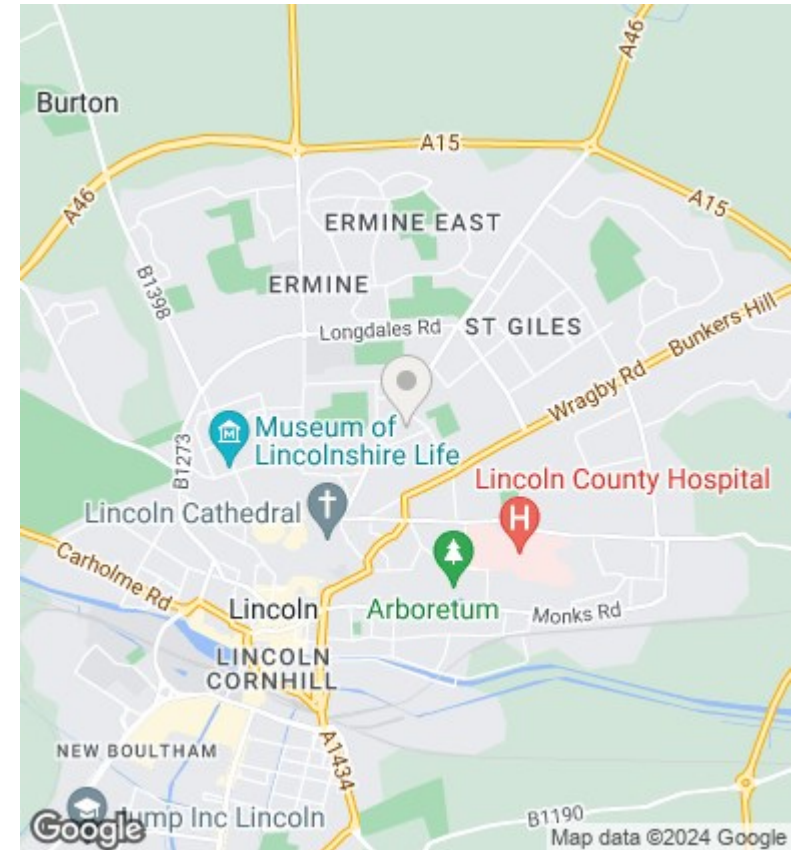 A46
Burton
A15
A46
A15
ERMINE EAST
B1398
ERMINE
Longdales Rd
ST GILES
Bunkers Hill
Wragby Rd
Museum of
Lincolnshire Life
B1273
Lincoln County Hospital
H
Lincoln Cathedral
Carholme Rd
Arboretum
Lincoln
Monks Rd
LINCOLN
CORNHILL
NEW BOULTHAM
A1434
Jump Inc Lincoln
B1190
Google
Map data ©2024 Google